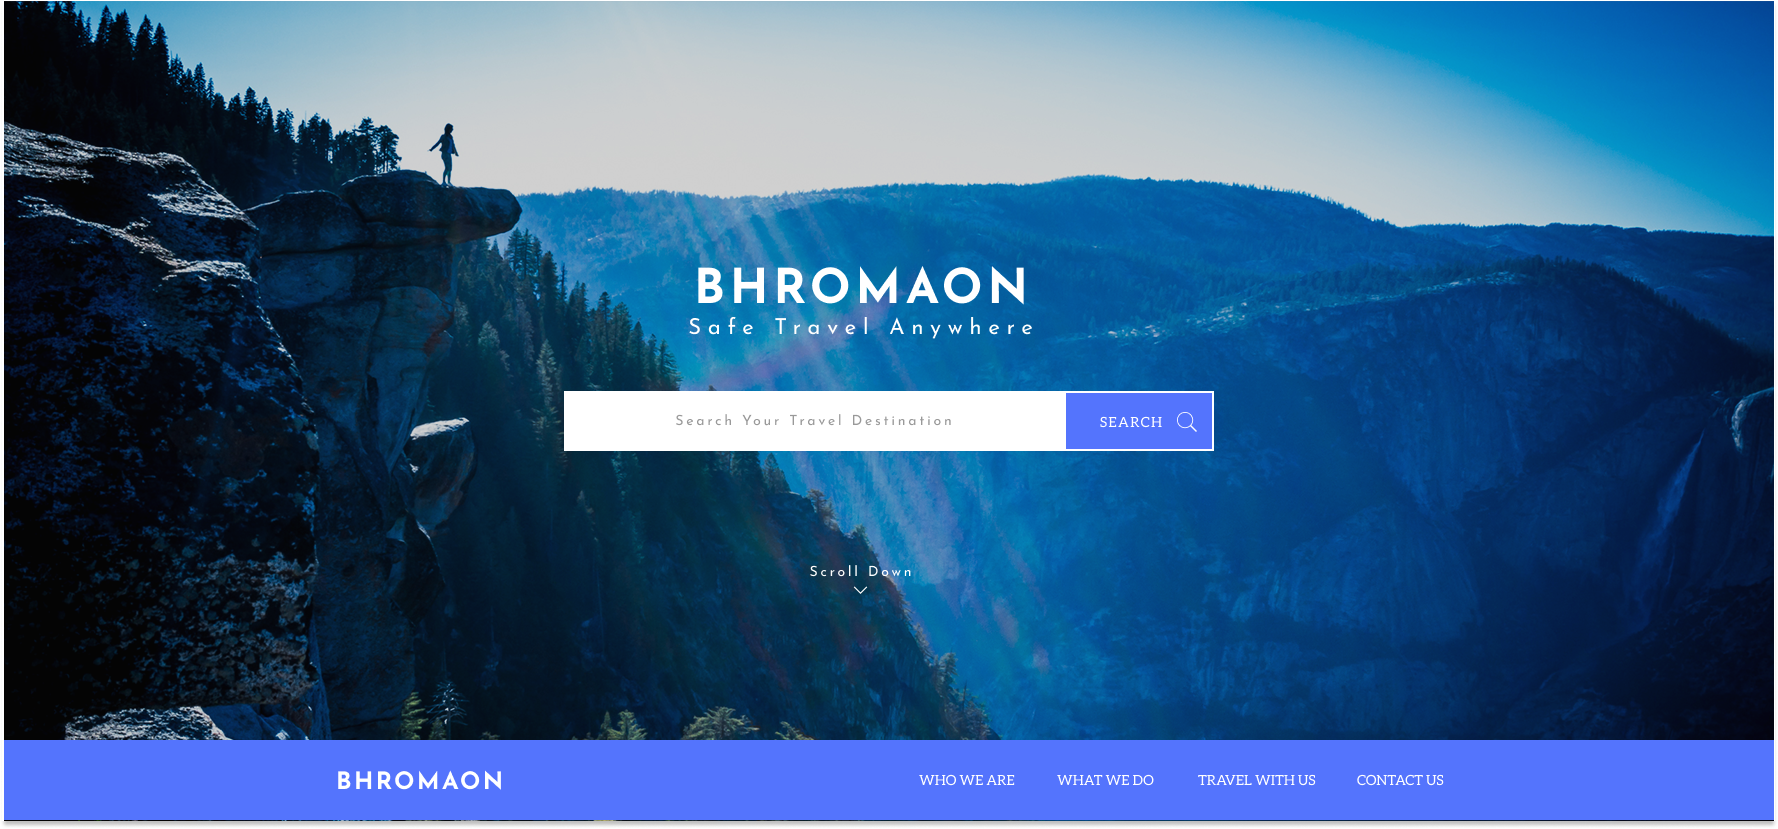 BHROMAON
Safe Travel Anywhere
Search Your Travel Destination
SEARCH
Scroll Down
BHROMAON
WHO WE ARE
WHAT WE DO
TRAVEL WITH US
CONTACT US